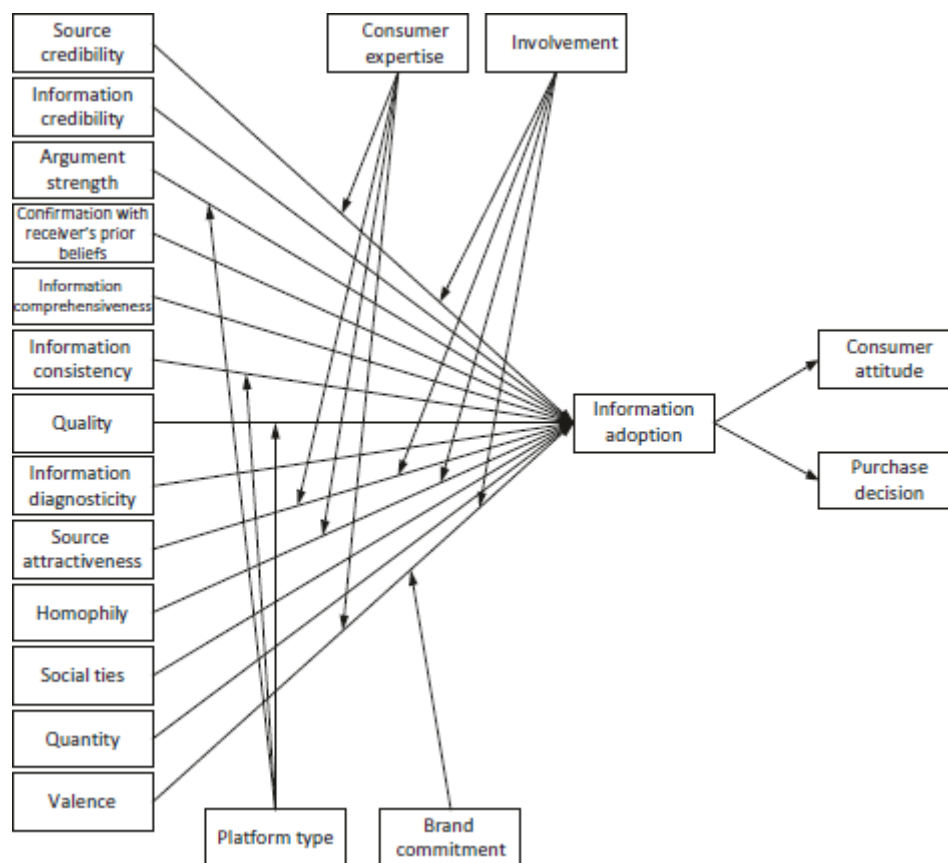 Source
credibility
Consumer
expertise
Involvement
Information
credibility
Argument
strength
Confirmation with
receiver's prior
beliefs
Information
comprehensiveness
Information
consistency
Quality
Information
diagnosticity
Source
attractiveness
Homophily
Social ties
Quantity
Valence
Platform type
Brand
commitment
Information
adoption
Consumer
attitude
Purchase
decision